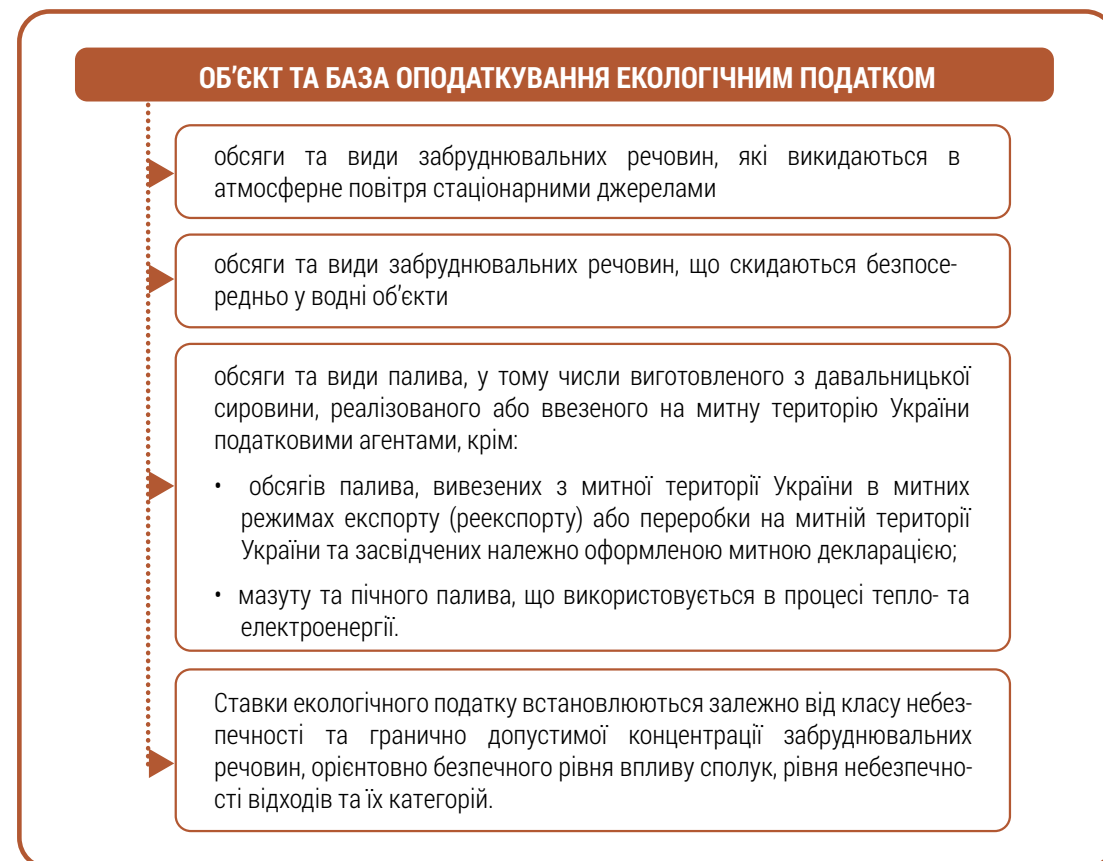 ОБ’ЄКТ ТА БАЗА ОПОДАТКУВАННЯ ЕКОЛОГІЧНИМ ПОДАТКОМ
обсяги та види забруднювальних речовин, які викидаються в
атмосферне повітря стаціонарними джерелами
обсяги та види забруднювальних речовин, що скидаються безпосе-
редньо у водні об’єкти
обсяги та види палива, у тому числі виготовленого з давальницької
сировини, реалізованого або ввезеного на митну територію України
податковими агентами, крім:
• обсягів палива, вивезених з митної території України в митних
режимах експорту (реекспорту) або переробки на митній території
України та засвідчених належно оформленою митною декларацією;
• мазуту та пічного палива, що використовується в процесі тепло- та
електроенергії.
Ставки екологічного податку встановлюються залежно від класу небез-
печності та гранично допустимої концентрації забруднювальних
речовин, орієнтовно безпечного рівня впливу сполук, рівня небезпечно-
сті відходів та їх категорій.